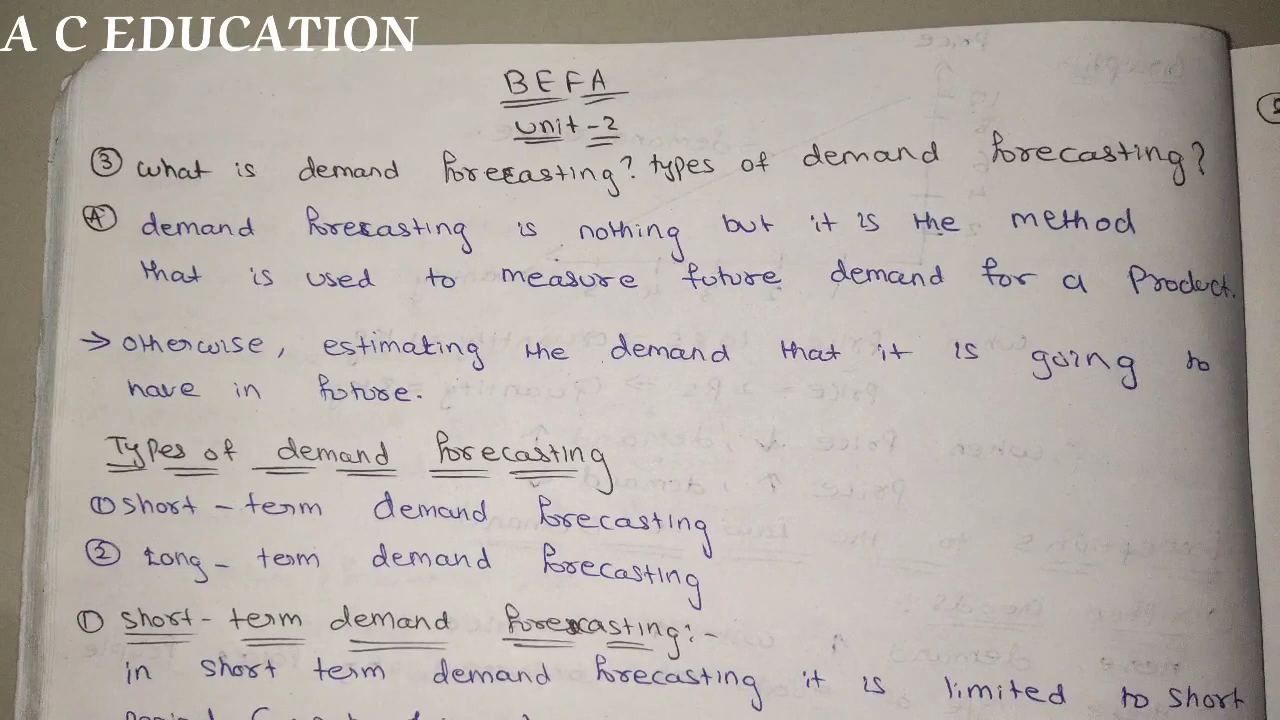 A C EDUCATION
BEFA
unit-2
③ what is demand forecasting? types of demand forecasting?
Ⓐ demand forecasting is nothing but it is the method
that is used to measure future demand for a product.
→ otherwise, estimating the demand that it is going to
have in future.
Types of demand forecasting
① short-term demand forecasting
② Long-term demand forecasting
① short-term demand forecasting:-
in short term demand forecasting it is limited to short